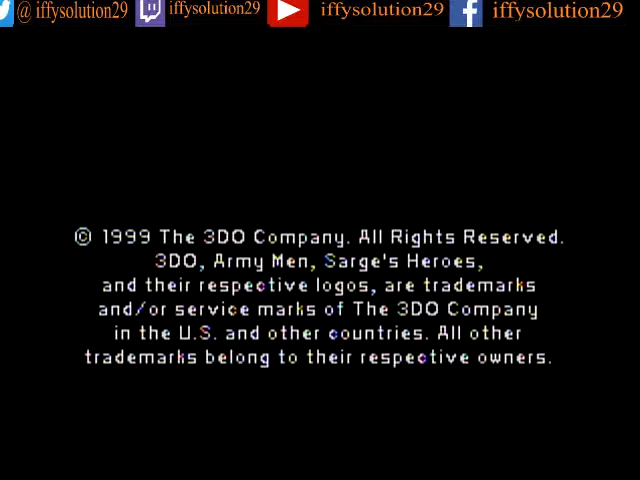 @ iffysolution29 iffysolution29 iffysolution29 iffysolution29
© 1999 The 3DO Company. All Rights Reserved.
3DO, Army Men, Sarge's Heroes,
and their respective logos, are trademarks
and/or service marks of The 3DO Company
in the U.S. and other countries. All other
trademarks belong to their respective owners.